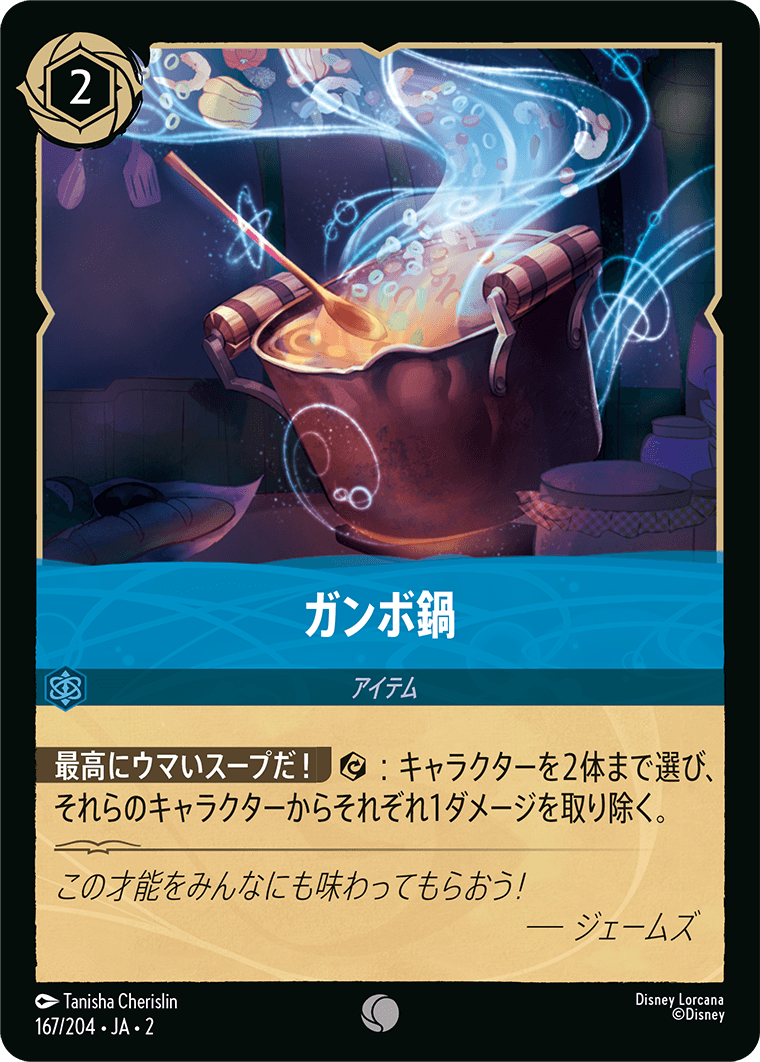 2
ガンボ鍋
アイテム
最高にウマいスープだ! : キャラクターを2体まで選び、
それらのキャラクターからそれぞれ1ダメージを取り除く。
この才能をみんなにも味わってもらおう!
── ジェームズ
Tanisha Cherislin
167/204 • JA • 2
Disney Lorcana
©Disney